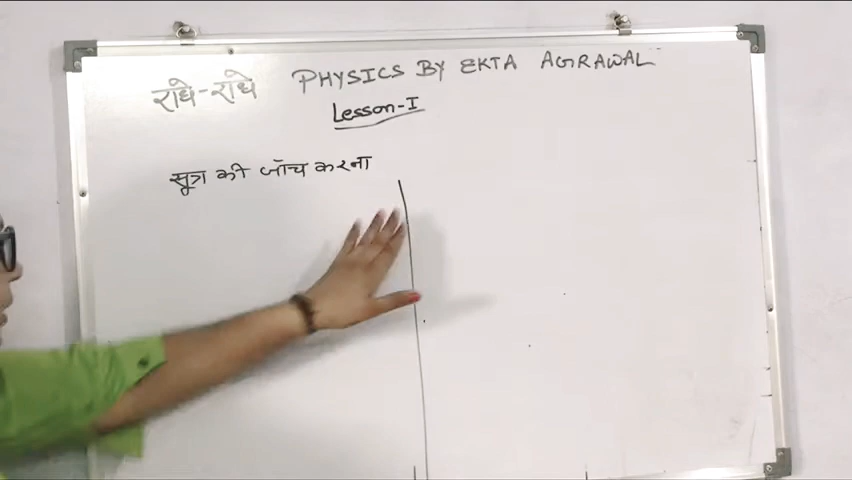 राधे-राधे PHYSICS BY EKTA AGRAWAL
Lesson-I
सूत्र की जाँच करना